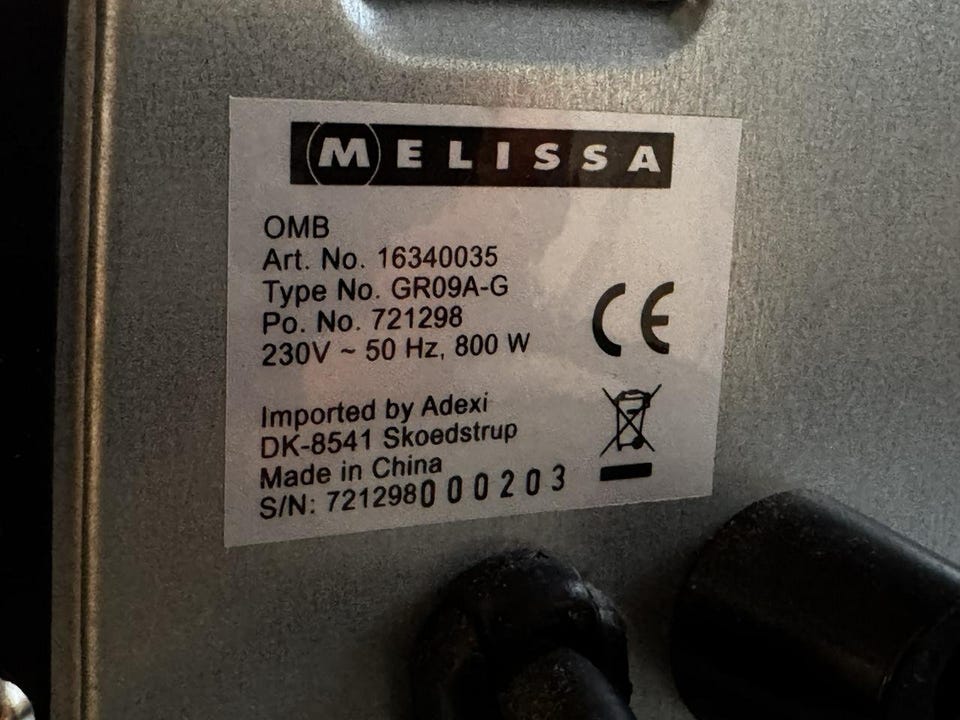 MELISSA
OMB
Art. No. 16340035
Type No. GR09A-G
Po. No. 721298
230V ~ 50 Hz, 800 W
CE
Imported by Adexi
DK-8541 Skoedstrup
Made in China
S/N: 721298000203